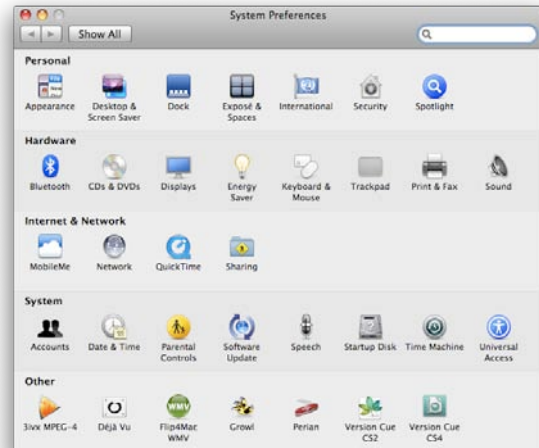 System Preferences
Show All
Personal
Appearance
Desktop &
Screen Saver
Dock
Exposé &
Spaces
International
Security
Spotlight
Hardware
Bluetooth
CDs & DVDs
Displays
Energy
Saver
Keyboard &
Mouse
Trackpad
Print & Fax
Sound
Internet & Network
MobileMe
Network
QuickTime
Sharing
System
Accounts
Date & Time
Parental
Controls
Software
Update
Speech
Startup Disk
Time Machine
Universal
Access
Other
3ivx MPEG-4
Déjà Vu
Flip4Mac
WMV
Growl
Perian
Version Cue
CS2
Version Cue
CS4